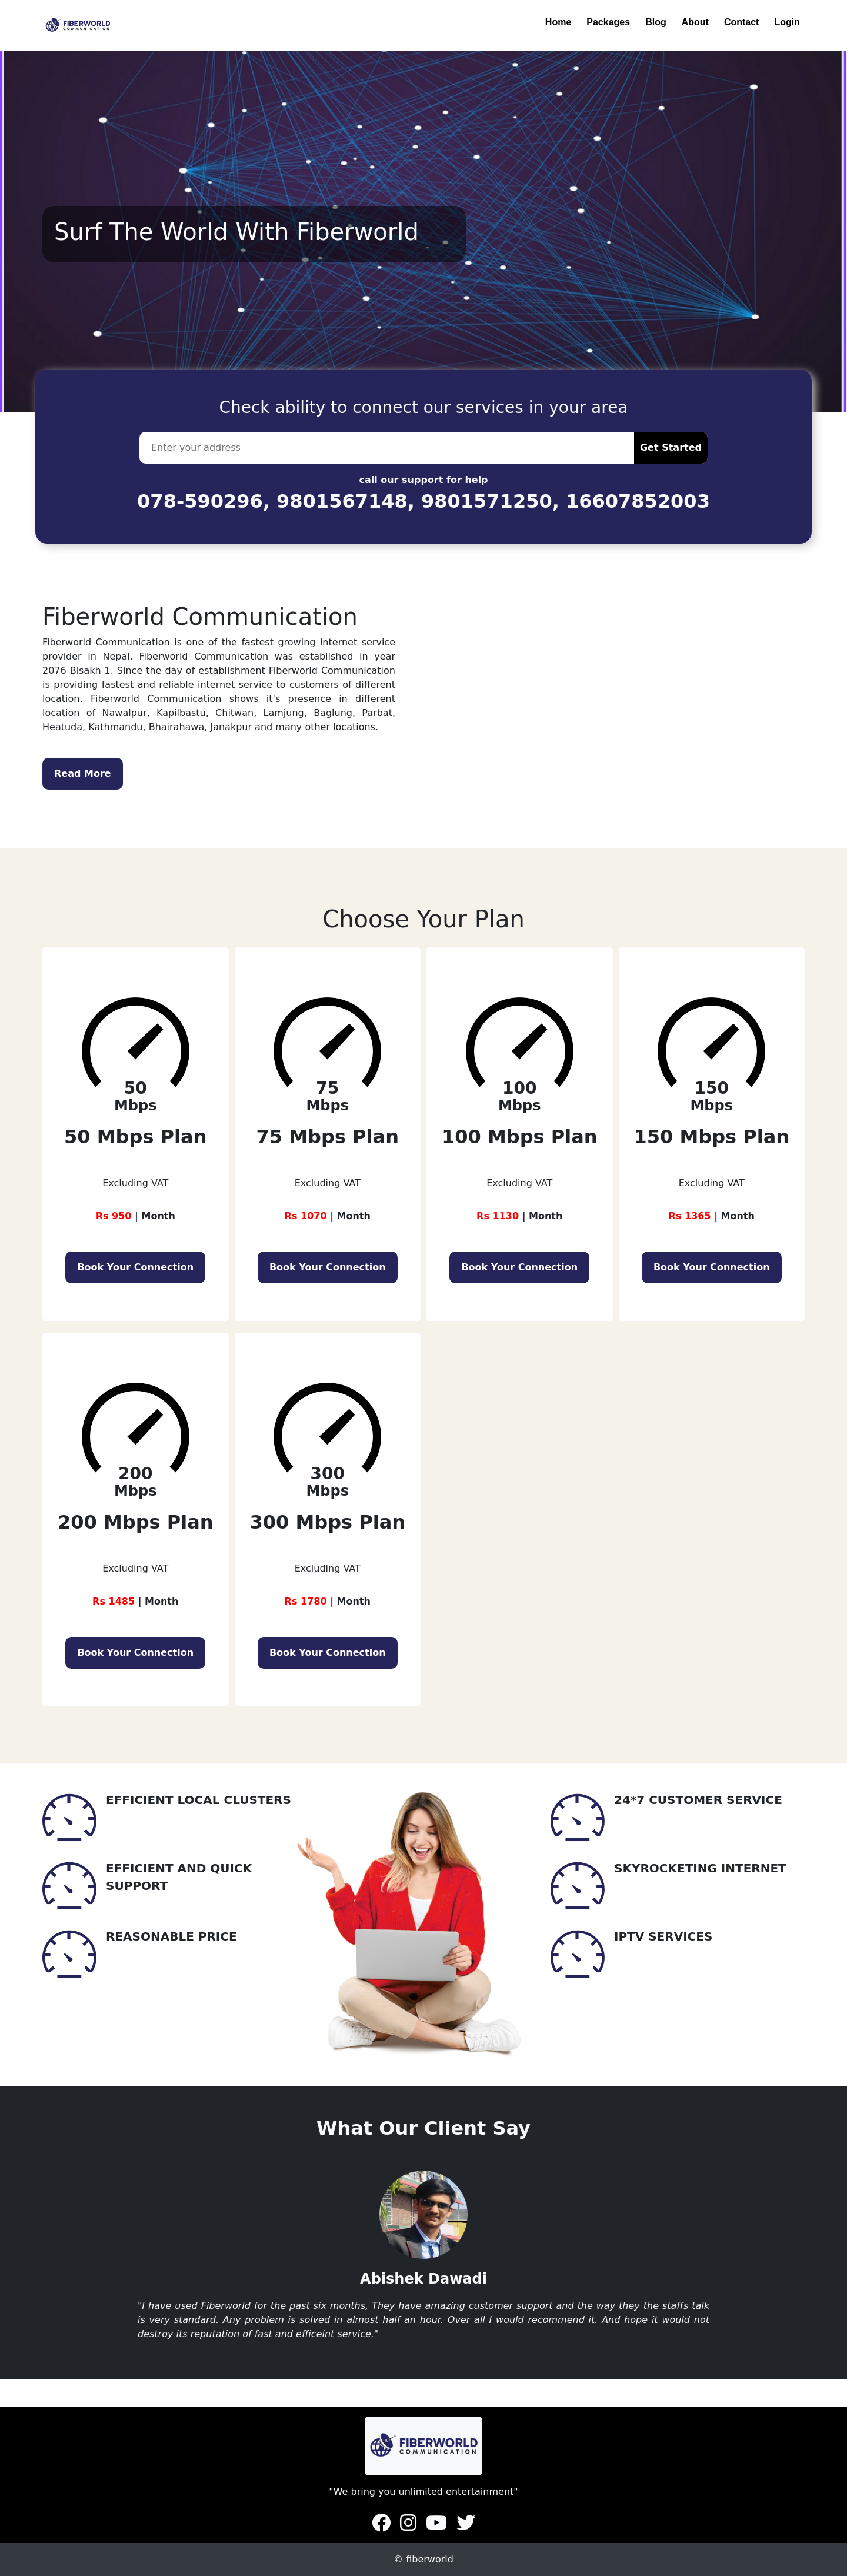 FIBERWORLD
COMMUNICATION
Home Packages Blog About Contact Login
Surf The World With Fiberworld
Check ability to connect our services in your area
Enter your address
Get Started
call our support for help
078-590296, 9801567148, 9801571250, 16607852003
Fiberworld Communication
Fiberworld Communication is one of the fastest growing internet service
provider in Nepal. Fiberworld Communication was established in year
2076 Bisakh 1. Since the day of establishment Fiberworld Communication
is providing fastest and reliable internet service to customers of different
location. Fiberworld Communication shows it's presence in different
location of Nawalpur, Kapilbastu, Chitwan, Lamjung, Baglung, Parbat,
Heatuda, Kathmandu, Bhairahawa, Janakpur and many other locations.
Read More
Choose Your Plan
50
Mbps
50 Mbps Plan
Excluding VAT
Rs 950 | Month
Book Your Connection
75
Mbps
75 Mbps Plan
Excluding VAT
Rs 1070 | Month
Book Your Connection
100
Mbps
100 Mbps Plan
Excluding VAT
Rs 1130 | Month
Book Your Connection
150
Mbps
150 Mbps Plan
Excluding VAT
Rs 1365 | Month
Book Your Connection
200
Mbps
200 Mbps Plan
Excluding VAT
Rs 1485 | Month
Book Your Connection
300
Mbps
300 Mbps Plan
Excluding VAT
Rs 1780 | Month
Book Your Connection
EFFICIENT LOCAL CLUSTERS
EFFICIENT AND QUICK
SUPPORT
REASONABLE PRICE
24*7 CUSTOMER SERVICE
SKYROCKETING INTERNET
IPTV SERVICES
What Our Client Say
Abishek Dawadi
"I have used Fiberworld for the past six months, They have amazing customer support and the way they the staffs talk
is very standard. Any problem is solved in almost half an hour. Over all I would recommend it. And hope it would not
destroy its reputation of fast and efficeint service."
FIBERWORLD
COMMUNICATION
"We bring you unlimited entertainment"
© fiberworld